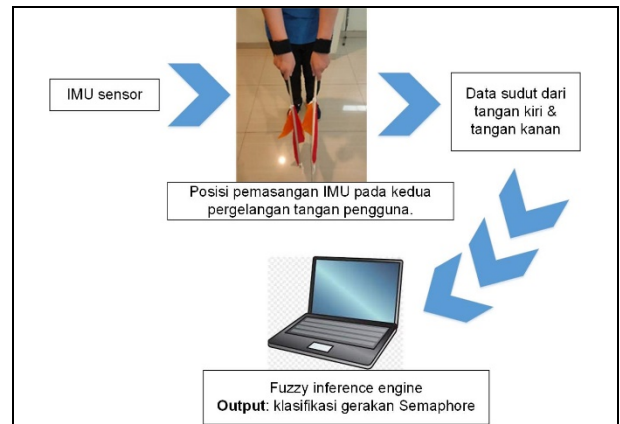 IMU sensor
Posisi pemasangan IMU pada kedua
pergelangan tangan pengguna.
Data sudut dari
tangan kiri &
tangan kanan
Fuzzy inference engine
Output: klasifikasi gerakan Semaphore